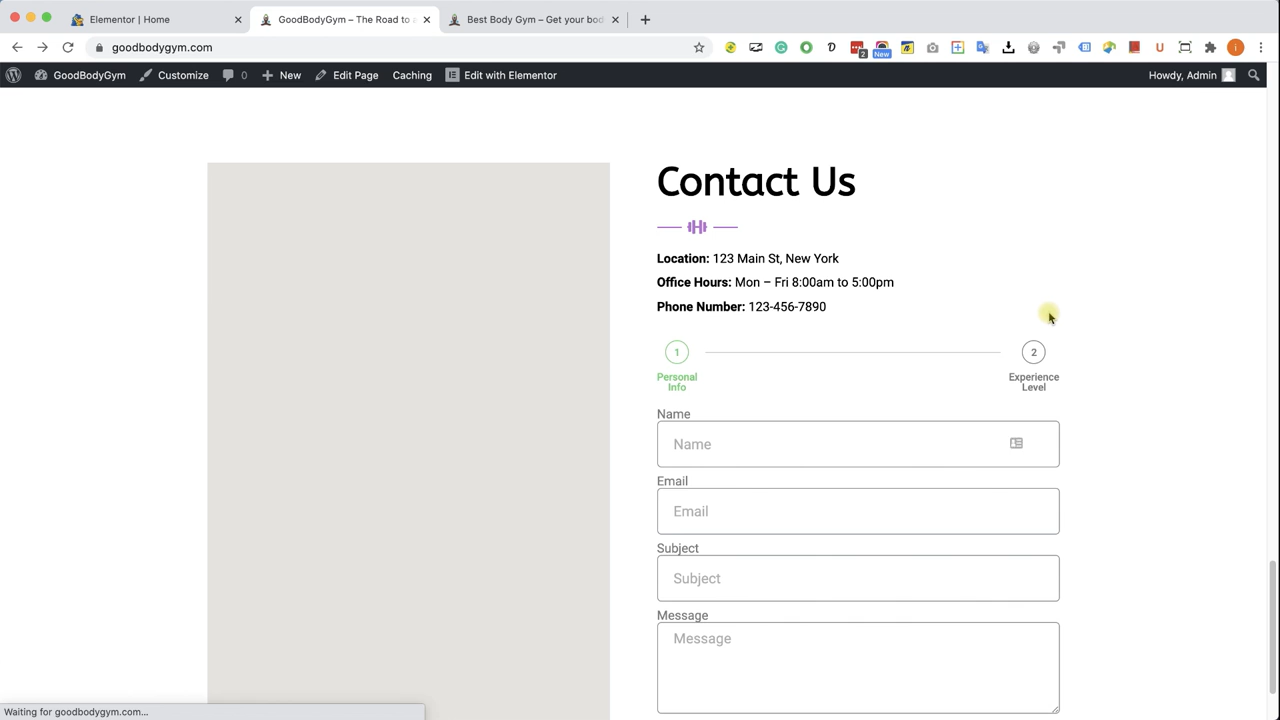 Elementor | Home
GoodBodyGym – The Road to a
Best Body Gym – Get your bod
goodbodygym.com
2
New
i
GoodBodyGym
Customize
0
New
Edit Page
Caching
Edit with Elementor
Howdy, Admin
Contact Us
Location: 123 Main St, New York
Office Hours: Mon – Fri 8:00am to 5:00pm
Phone Number: 123-456-7890
1
2
Personal
Info
Experience
Level
Name
Name
Email
Email
Subject
Subject
Message
Message
Waiting for goodbodygym.com...